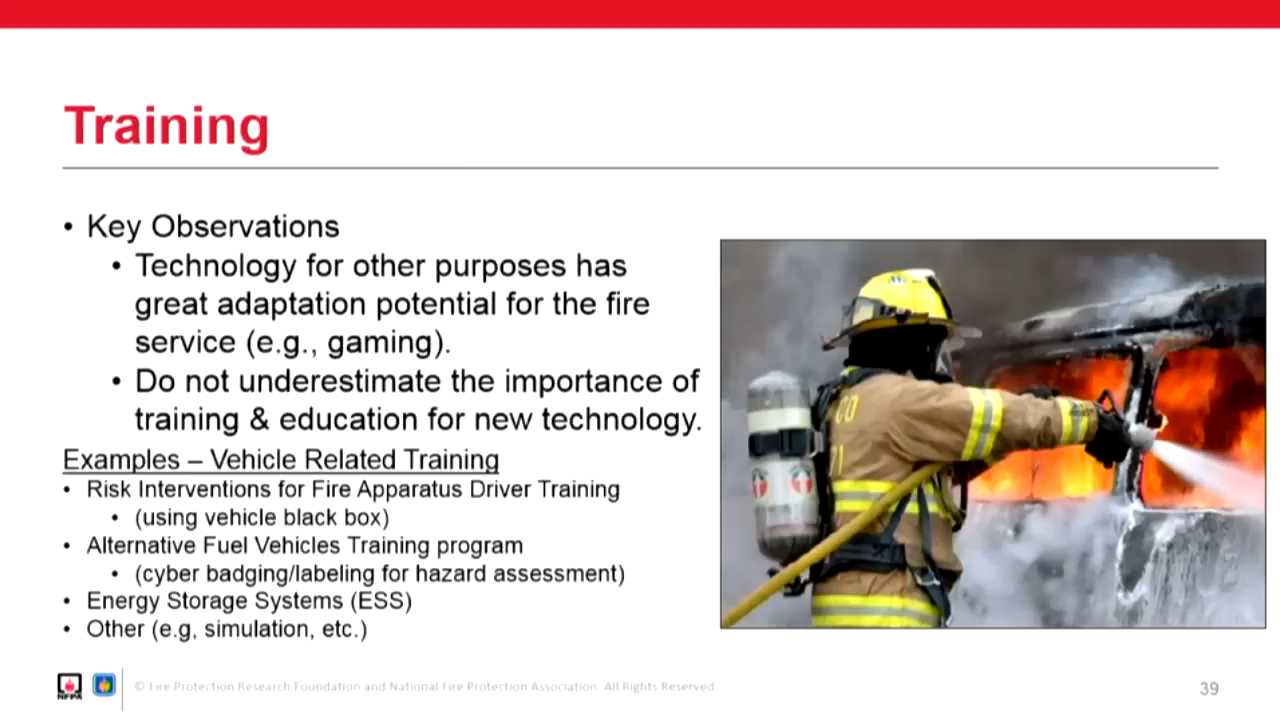 Training
• Key Observations
• Technology for other purposes has
great adaptation potential for the fire
service (e.g., gaming).
• Do not underestimate the importance of
training & education for new technology.
Examples – Vehicle Related Training
• Risk Interventions for Fire Apparatus Driver Training
• (using vehicle black box)
• Alternative Fuel Vehicles Training program
• (cyber badging/labeling for hazard assessment)
• Energy Storage Systems (ESS)
• Other (e.g, simulation, etc.)
CO
71
NFPA
© Fire Protection Research Foundation and National Fire Protection Association. All Rights Reserved
39